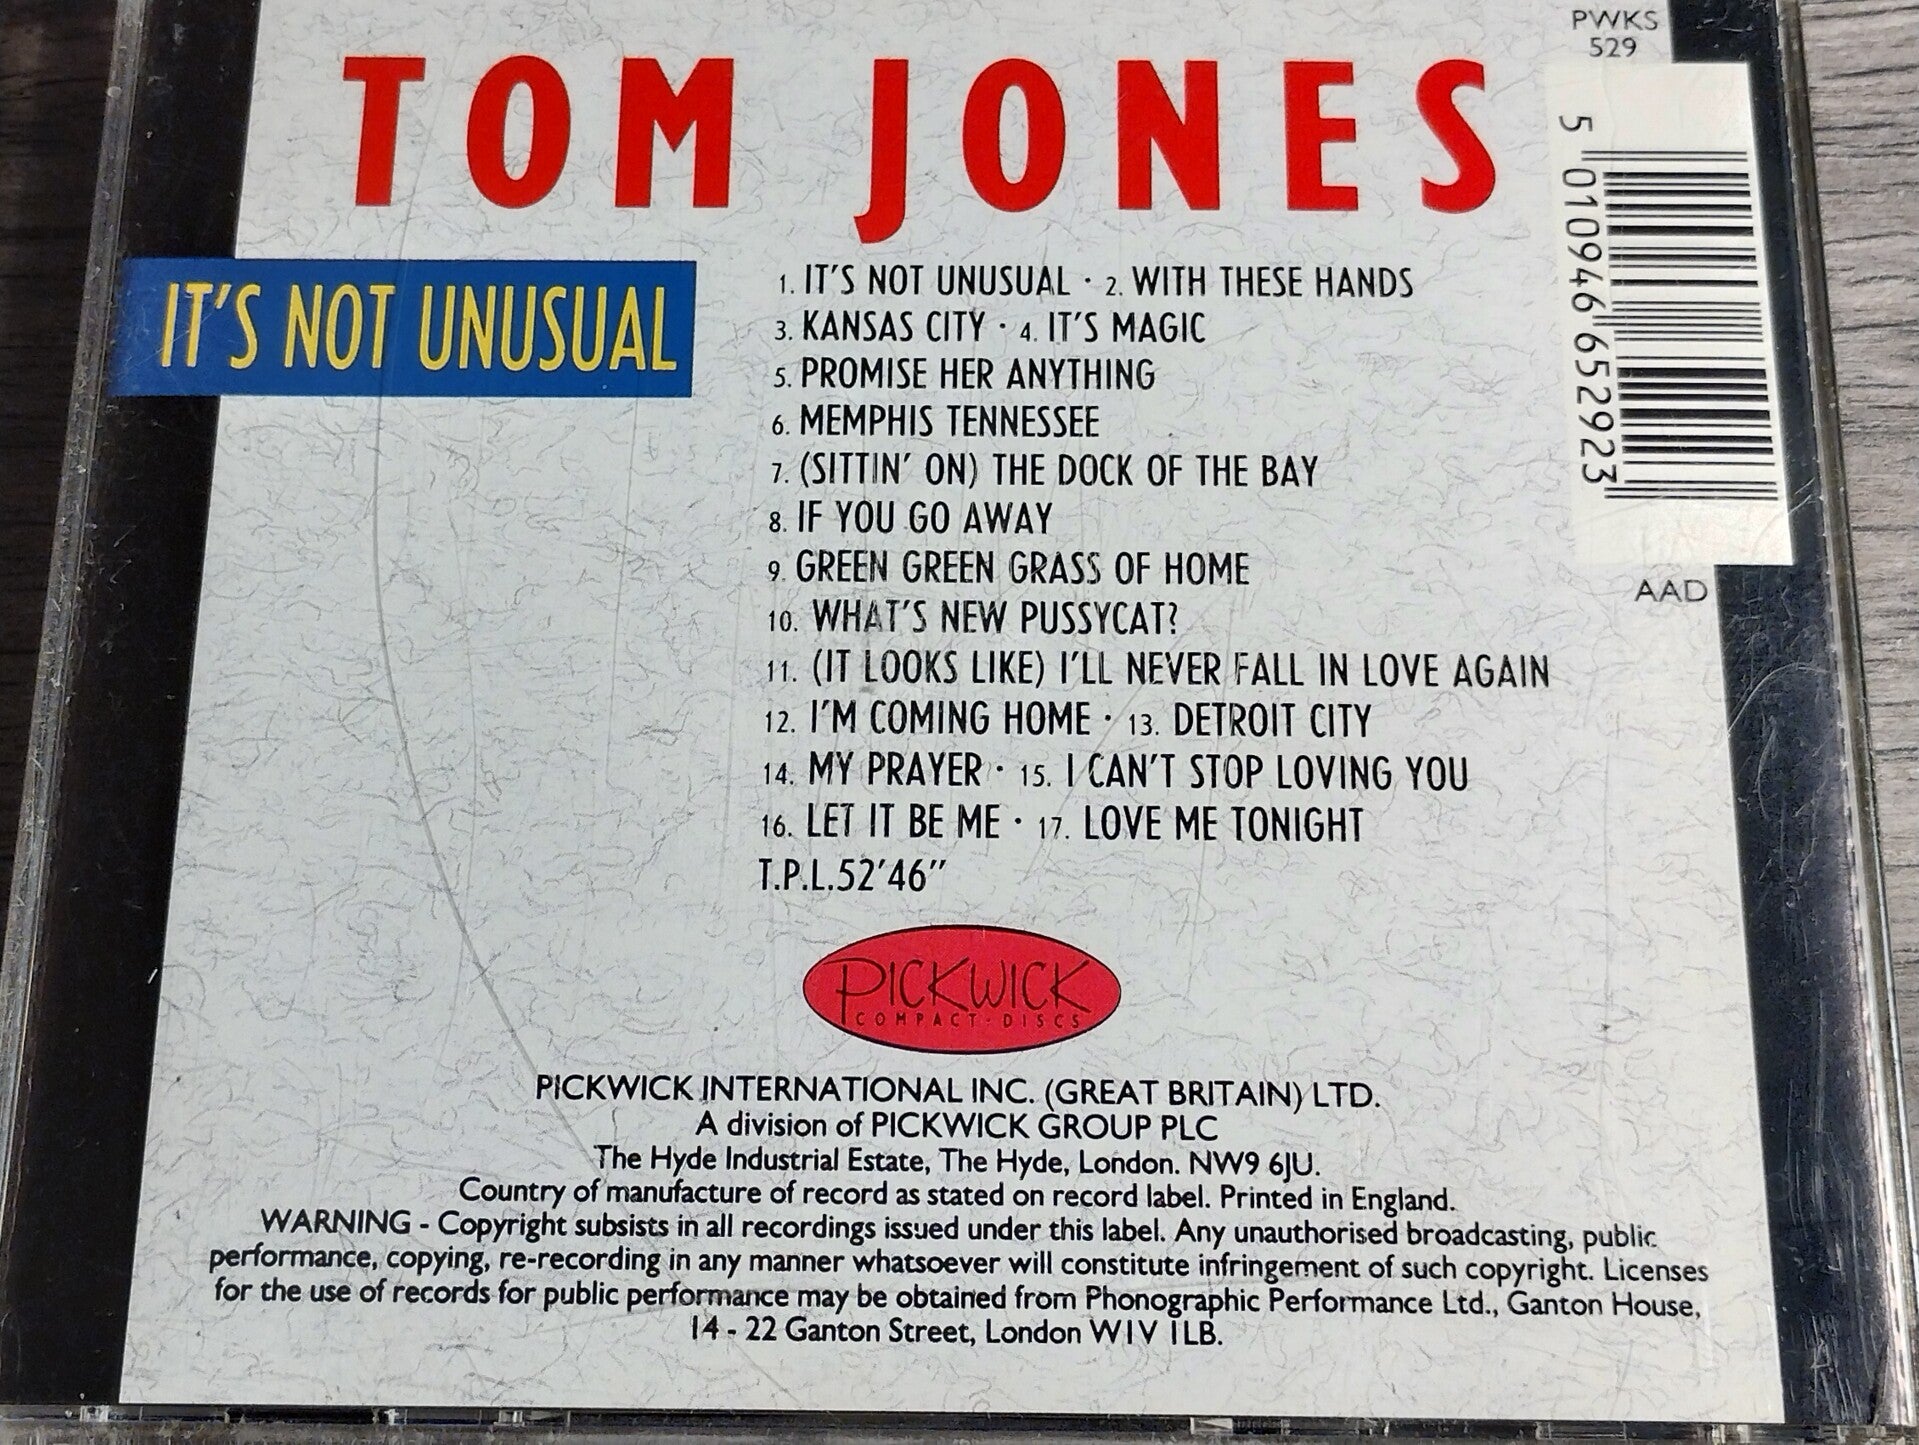 PWKS
529
TOM JONES
IT'S NOT UNUSUAL
1. IT'S NOT UNUSUAL · 2. WITH THESE HANDS
3. KANSAS CITY · 4. IT'S MAGIC
5. PROMISE HER ANYTHING
6. MEMPHIS TENNESSEE
7. (SITTIN' ON) THE DOCK OF THE BAY
8. IF YOU GO AWAY
9. GREEN GREEN GRASS OF HOME
10. WHAT'S NEW PUSSYCAT?
11. (IT LOOKS LIKE) I'LL NEVER FALL IN LOVE AGAIN
12. I'M COMING HOME · 13. DETROIT CITY
14. MY PRAYER · 15. I CAN'T STOP LOVING YOU
16. LET IT BE ME · 17. LOVE ME TONIGHT
T.P.L.52'46"
5 010946 652923
AAD
PICKWICK
COMPACT·DISCS
PICKWICK INTERNATIONAL INC. (GREAT BRITAIN) LTD.
A division of PICKWICK GROUP PLC
The Hyde Industrial Estate, The Hyde, London. NW9 6JU.
Country of manufacture of record as stated on record label. Printed in England.
WARNING - Copyright subsists in all recordings issued under this label. Any unauthorised broadcasting, public
performance, copying, re-recording in any manner whatsoever will constitute infringement of such copyright. Licenses
for the use of records for public performance may be obtained from Phonographic Performance Ltd., Ganton House,
14 - 22 Ganton Street, London W1V 1LB.